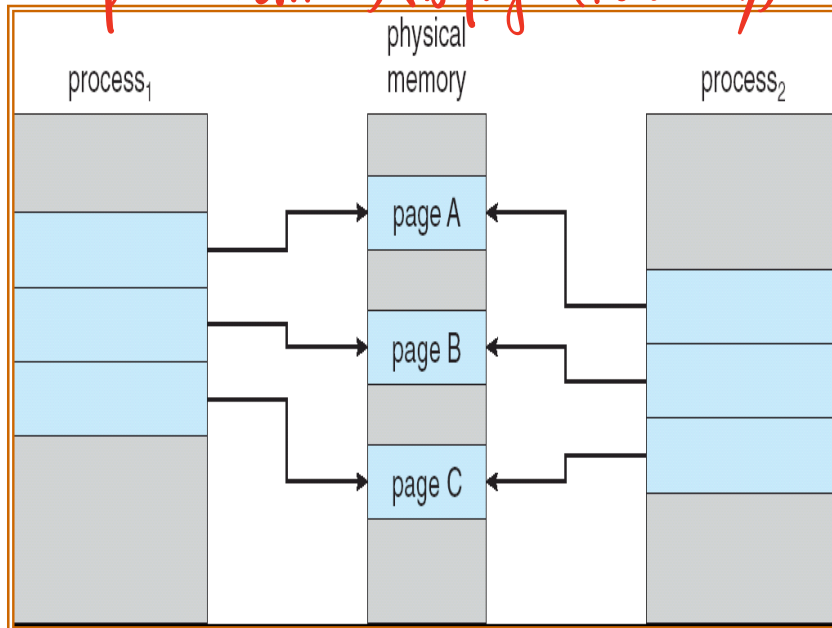 physical
process₁ memory process₂
page A
page B
page C